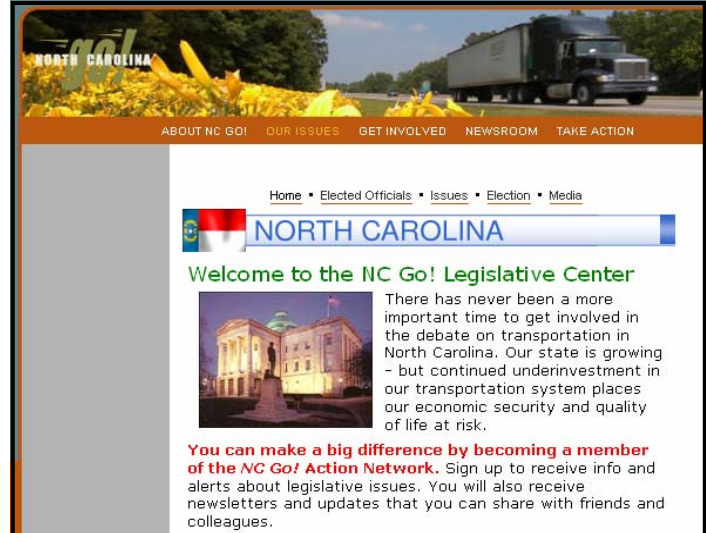 go!
NORTH CAROLINA
ABOUT NC GO! OUR ISSUES GET INVOLVED NEWSROOM TAKE ACTION
Home ▪ Elected Officials ▪ Issues ▪ Election ▪ Media
NORTH CAROLINA
Welcome to the NC Go! Legislative Center
There has never been a more
important time to get involved in
the debate on transportation in
North Carolina. Our state is growing
– but continued underinvestment in
our transportation system places
our economic security and quality
of life at risk.
You can make a big difference by becoming a member
of the NC Go! Action Network. Sign up to receive info and
alerts about legislative issues. You will also receive
newsletters and updates that you can share with friends and
colleagues.